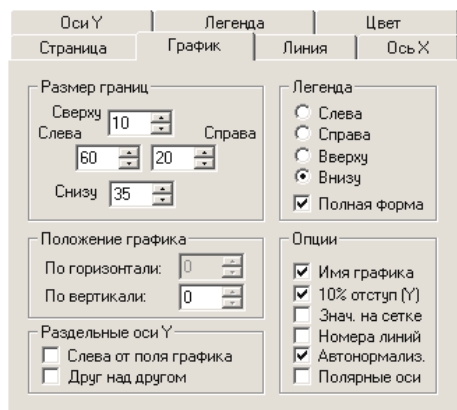 Оси Y Легенда Цвет
Страница График Линия Ось X
Размер границ
Сверху 10
Слева Справа
60 20
Снизу 35
Легенда
Слева
Справа
Вверху
Внизу
Полная форма
Положение графика
По горизонтали: 0
По вертикали: 0
Раздельные оси Y
Слева от поля графика
Друг над другом
Опции
Имя графика
10% отступ (Y)
Знач. на сетке
Номера линий
Автонормализ.
Полярные оси